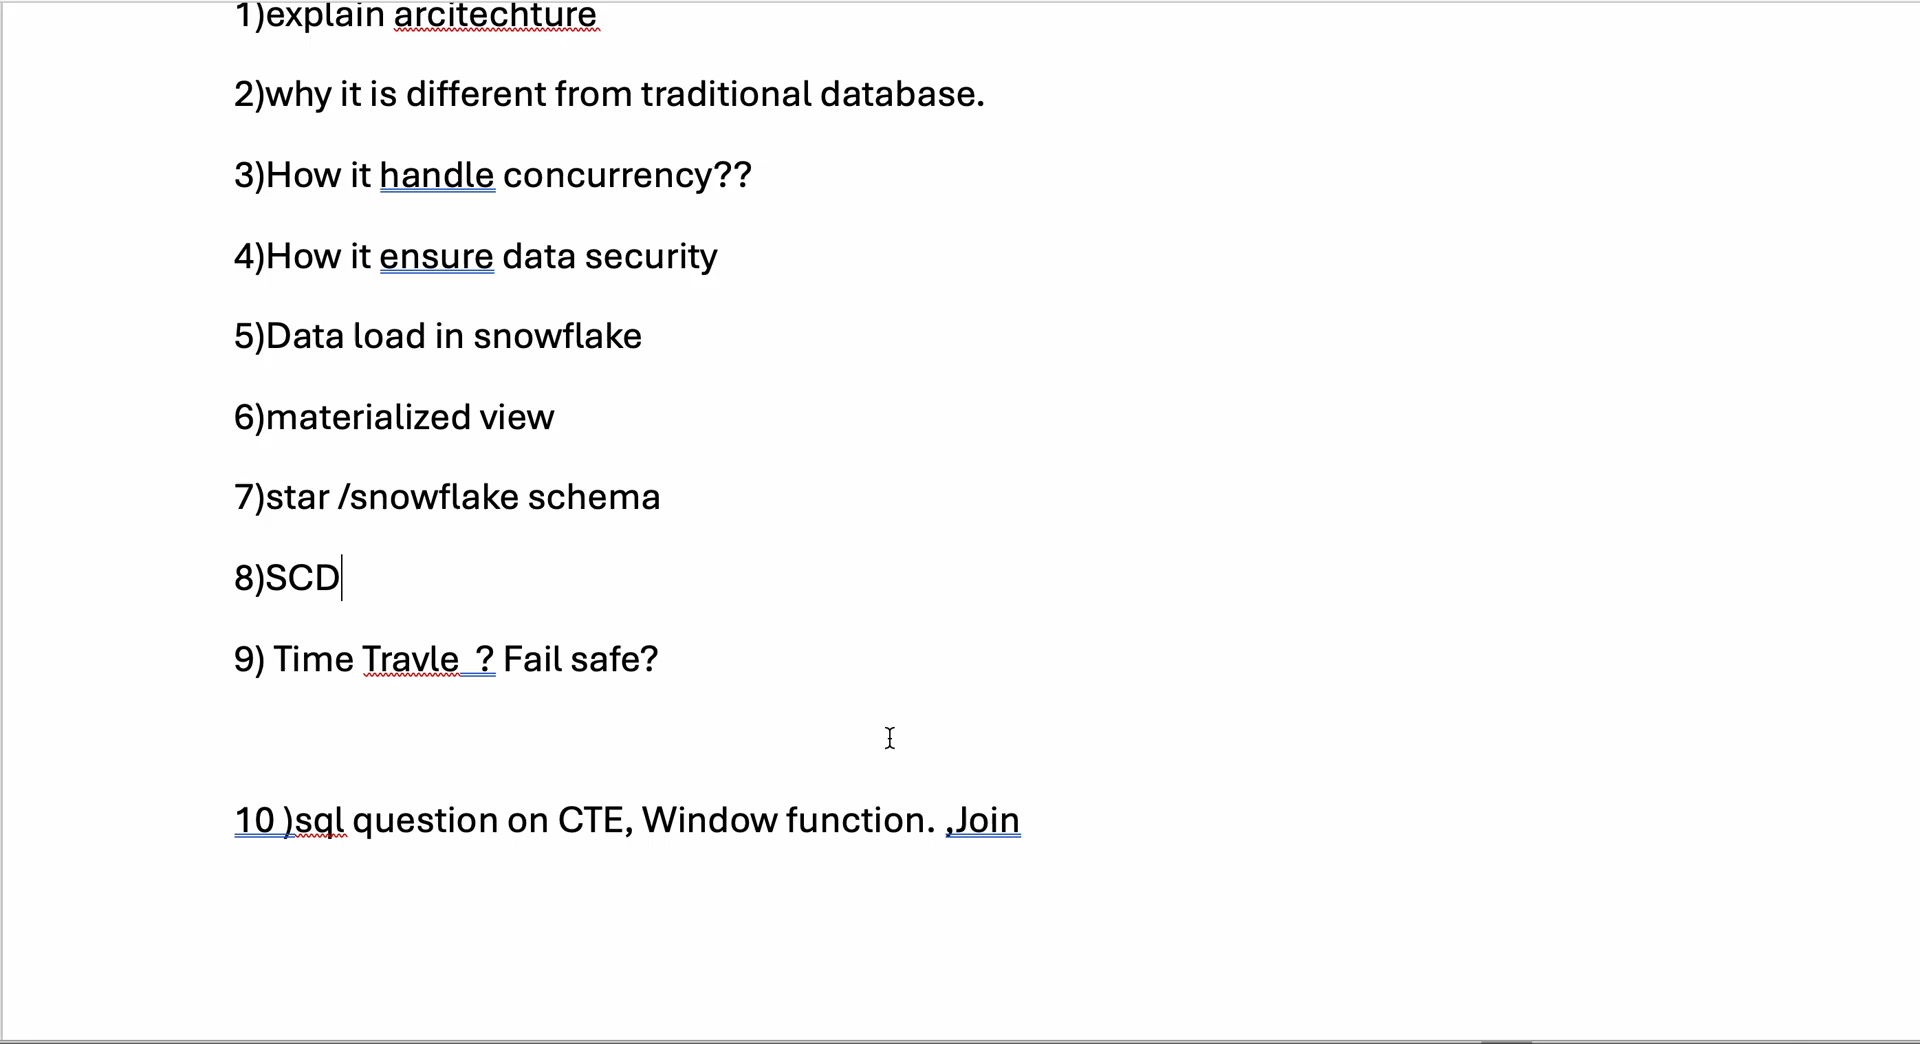 1)explain arcitechture
2)why it is different from traditional database.
3)How it handle concurrency??
4)How it ensure data security
5)Data load in snowflake
6)materialized view
7)star /snowflake schema
8)SCD
9) Time Travle  ? Fail safe?
10 )sql question on CTE, Window function. ,Join